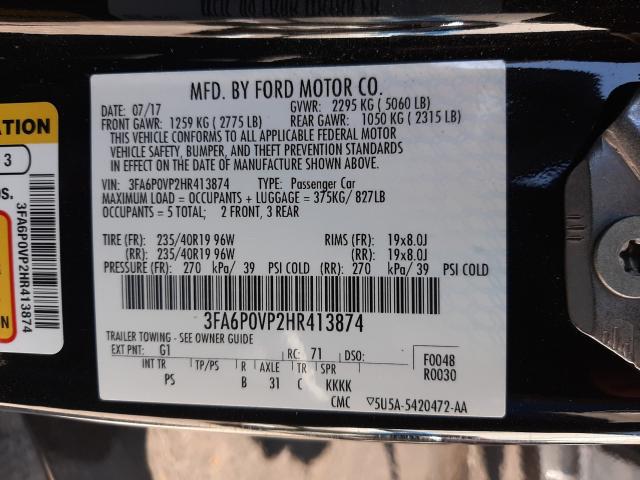 MFD. BY FORD MOTOR CO.
DATE: 07/17 GVWR: 2295 KG ( 5060 LB)
FRONT GAWR: 1259 KG ( 2775 LB) REAR GAWR: 1050 KG ( 2315 LB)
THIS VEHICLE CONFORMS TO ALL APPLICABLE FEDERAL MOTOR
VEHICLE SAFETY, BUMPER, AND THEFT PREVENTION STANDARDS
IN EFFECT ON THE DATE OF MANUFACTURE SHOWN ABOVE.
VIN: 3FA6P0VP2HR413874 TYPE: Passenger Car
MAXIMUM LOAD = OCCUPANTS + LUGGAGE = 375KG/ 827LB
OCCUPANTS = 5 TOTAL; 2 FRONT, 3 REAR
TIRE (FR): 235/40R19 96W RIMS (FR): 19x8.0J
(RR): 235/40R19 96W (RR): 19x8.0J
PRESSURE (FR): 270 kPa/ 39 PSI COLD (RR): 270 kPa/ 39 PSI COLD
3FA6P0VP2HR413874
TRAILER TOWING - SEE OWNER GUIDE
EXT PNT: G1 RC: 71 DSO:
F0048
R0030
INT TR TP/PS R AXLE TR SPR
PS B 31 C KKKK
CMC ▽5U5A-5420472-AA
ATION
3
OS.
3FA6P0VP2HR413874